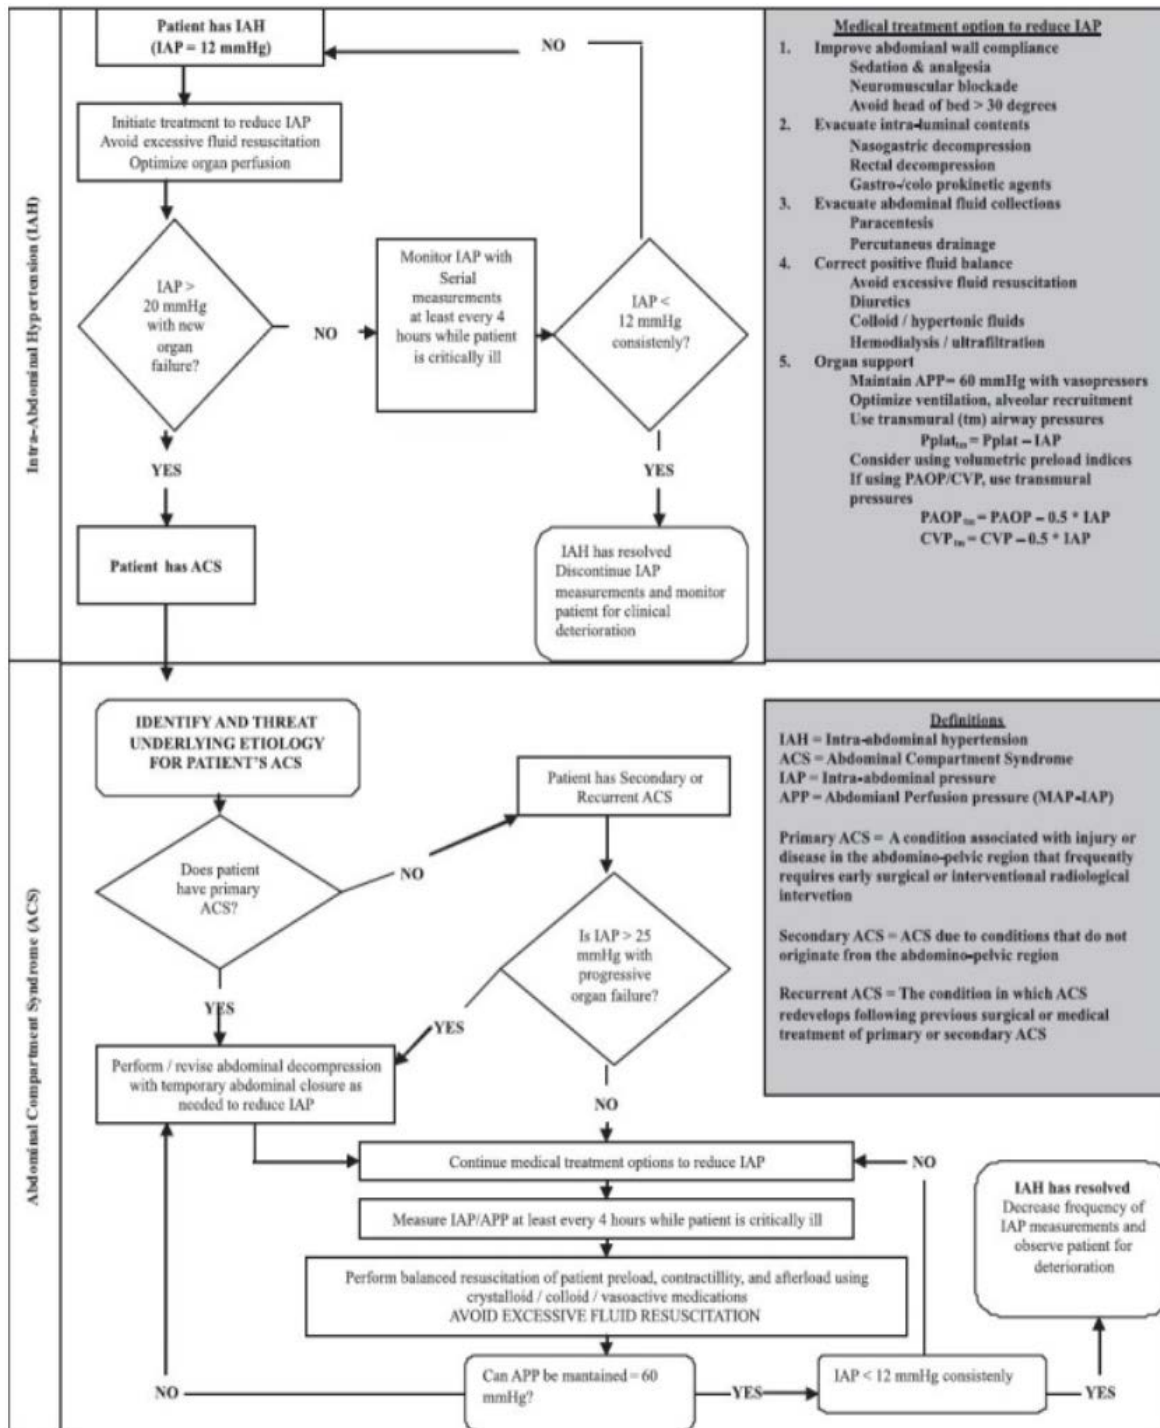 Intra-Abdominal Hypertension (IAH)
Patient has IAH
(IAP = 12 mmHg)
NO
Initiate treatment to reduce IAP
Avoid excessive fluid resuscitation
Optimize organ perfusion
IAP >
20 mmHg
with new
organ
failure?
NO
Monitor IAP with
Serial
measurements
at least every 4
hours while patient
is critically ill
IAP <
12 mmHg
consistenly?
YES
YES
Patient has ACS
IAH has resolved
Discontinue IAP
measurements and monitor
patient for clinical
deterioration
Medical treatment option to reduce IAP
1. Improve abdomianl wall compliance
Sedation & analgesia
Neuromuscular blockade
Avoid head of bed > 30 degrees
2. Evacuate intra-luminal contents
Nasogastric decompression
Rectal decompression
Gastro-/colo prokinetic agents
3. Evacuate abdominal fluid collections
Paracentesis
Percutaneus drainage
4. Correct positive fluid balance
Avoid excessive fluid resuscitation
Diuretics
Colloid / hypertonic fluids
Hemodialysis / ultrafiltration
5. Organ support
Maintain APP= 60 mmHg with vasopressors
Optimize ventilation, alveolar recruitment
Use transmural (tm) airway pressures
Pplat tm = Pplat – IAP
Consider using volumetric preload indices
If using PAOP/CVP, use transmural
pressures
PAOP tm = PAOP – 0.5 * IAP
CVP tm = CVP – 0.5 * IAP
Abdominal Compartment Syndrome (ACS)
IDENTIFY AND THREAT
UNDERLYING ETIOLOGY
FOR PATIENT'S ACS
Does patient
have primary
ACS?
NO
Patient has Secondary or
Recurrent ACS
Is IAP > 25
mmHg with
progressive
organ failure?
YES
YES
Perform / revise abdominal decompression
with temporary abdominal closure as
needed to reduce IAP
NO
Continue medical treatment options to reduce IAP
NO
Measure IAP/APP at least every 4 hours while patient is critically ill
Perform balanced resuscitation of patient preload, contractillity, and afterload using
crystalloid / colloid / vasoactive medications
AVOID EXCESSIVE FLUID RESUSCITATION
NO
Can APP be mantained = 60
mmHg?
YES
IAP < 12 mmHg consistenly
YES
IAH has resolved
Decrease frequency of
IAP measurements and
observe patient for
deterioration
Definitions
IAH = Intra-abdominal hypertension
ACS = Abdominal Compartment Syndrome
IAP = Intra-abdominal pressure
APP = Abdomianl Perfusion pressure (MAP-IAP)
Primary ACS = A condition associated with injury or
disease in the abdomino-pelvic region that frequently
requires early surgical or interventional radiological
intervetion
Secondary ACS = ACS due to conditions that do not
originate fron the abdomino-pelvic region
Recurrent ACS = The condition in which ACS
redevelops following previous surgical or medical
treatment of primary or secondary ACS